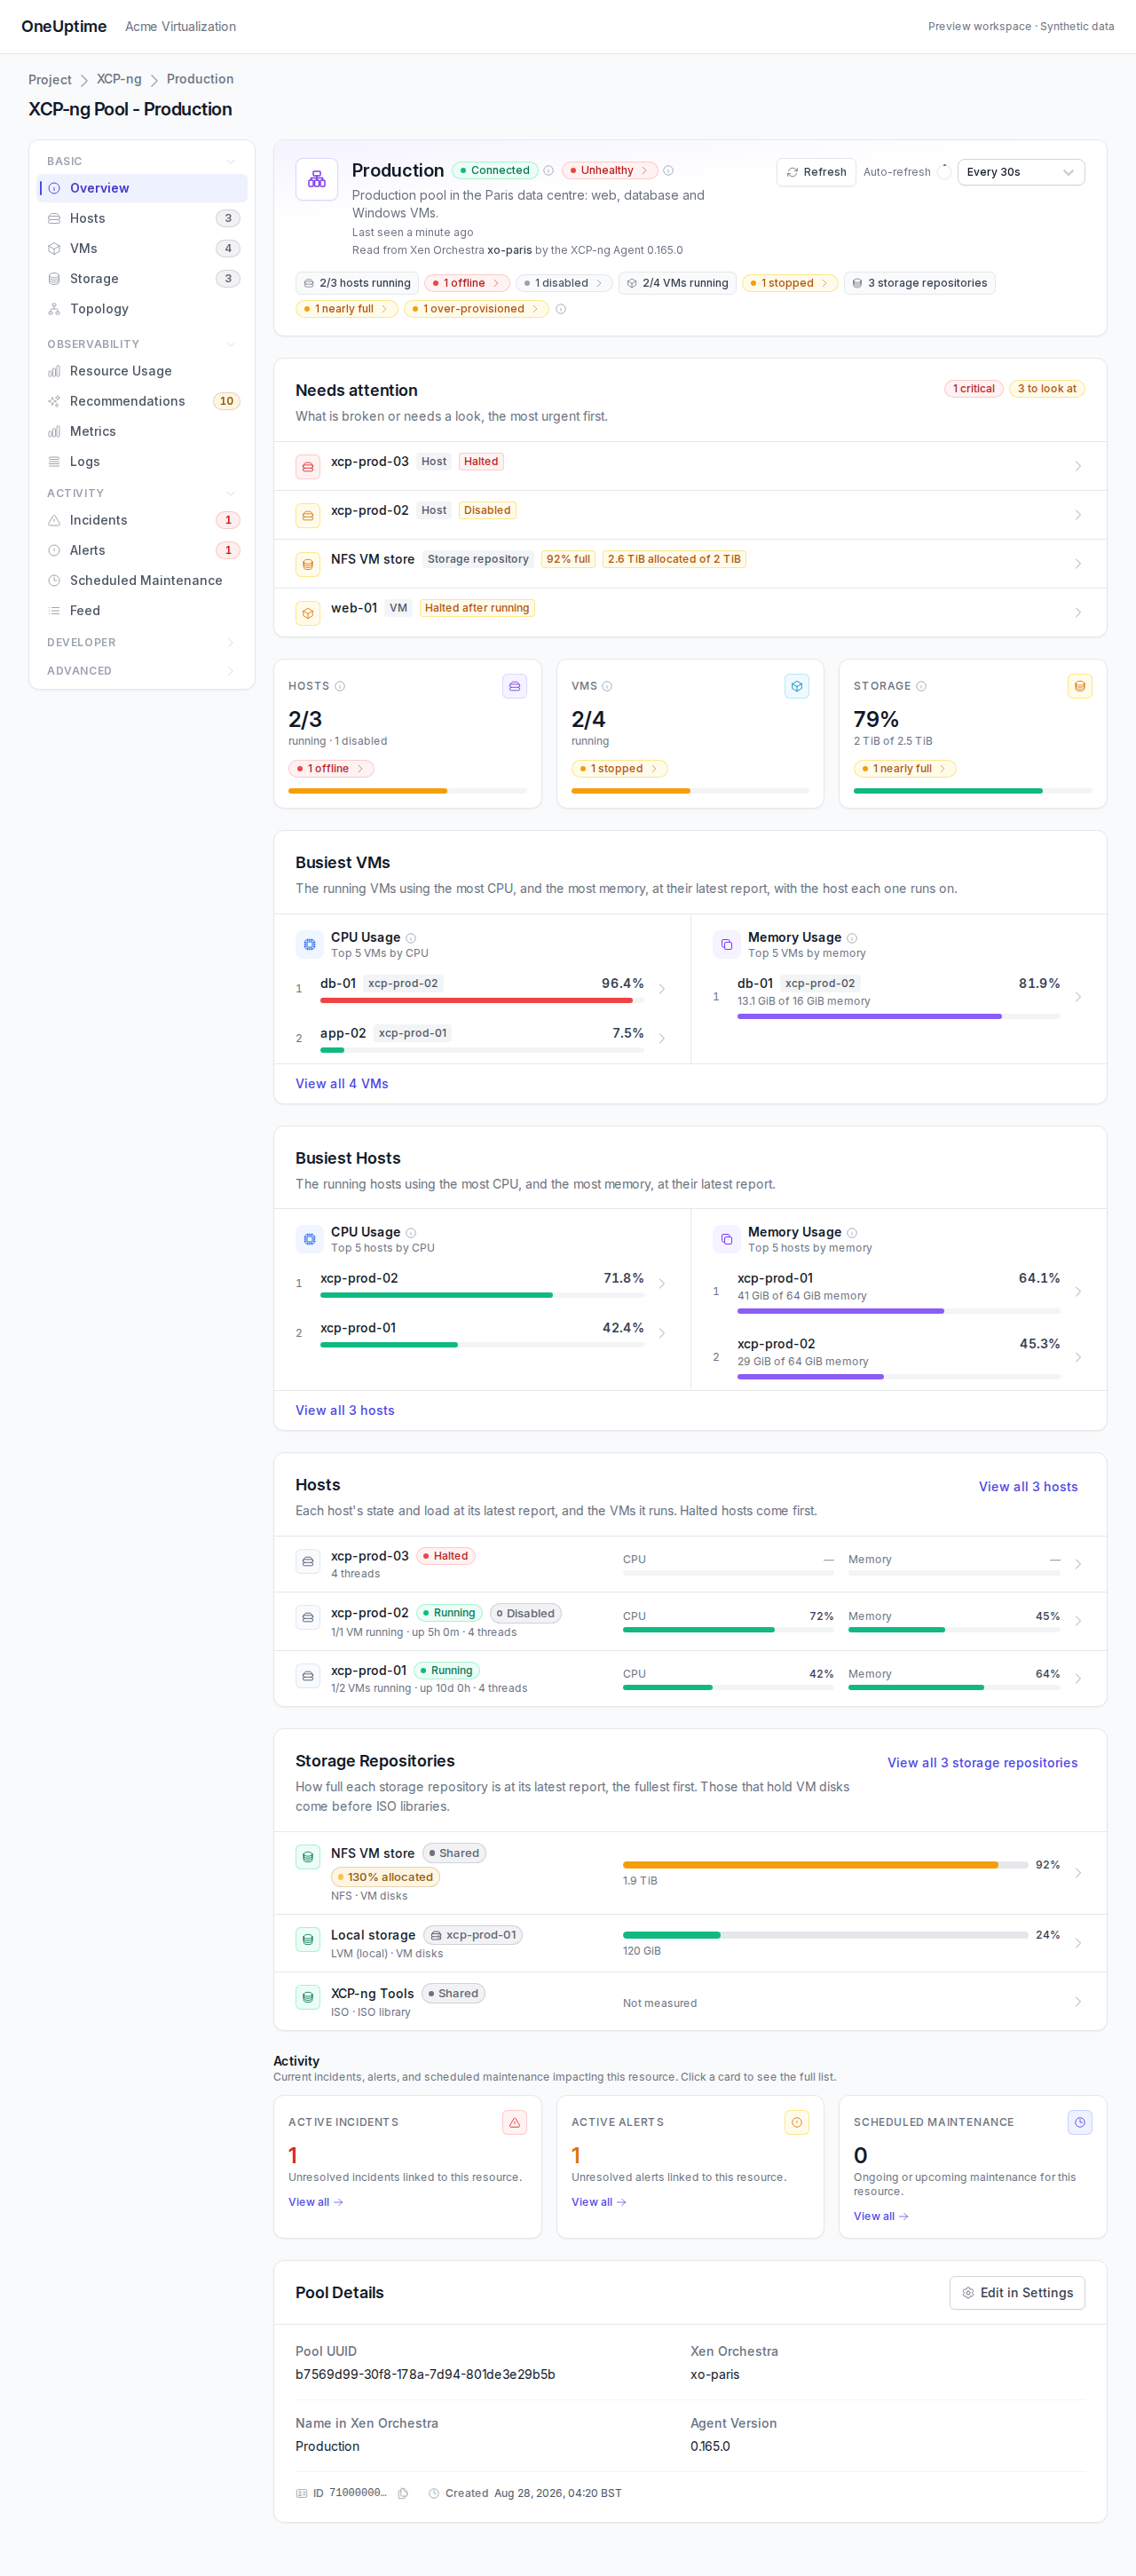 OneUptime Acme Virtualization Preview workspace · Synthetic data
Project XCP-ng Production
XCP-ng Pool - Production
BASIC
Overview
Hosts 3
VMs 4
Storage 3
Topology
OBSERVABILITY
Resource Usage
Recommendations 10
Metrics
Logs
ACTIVITY
Incidents 1
Alerts 1
Scheduled Maintenance
Feed
DEVELOPER
ADVANCED
Production Connected Unhealthy Refresh Auto-refresh Every 30s
Production pool in the Paris data centre: web, database and
Windows VMs.
Last seen a minute ago
Read from Xen Orchestra xo-paris by the XCP-ng Agent 0.165.0
2/3 hosts running 1 offline 1 disabled 2/4 VMs running 1 stopped 3 storage repositories
1 nearly full 1 over-provisioned
Needs attention 1 critical 3 to look at
What is broken or needs a look, the most urgent first.
xcp-prod-03 Host Halted
xcp-prod-02 Host Disabled
NFS VM store Storage repository 92% full 2.6 TiB allocated of 2 TiB
web-01 VM Halted after running
HOSTS
2/3
running · 1 disabled
1 offline
VMS
2/4
running
1 stopped
STORAGE
79%
2 TiB of 2.5 TiB
1 nearly full
Busiest VMs
The running VMs using the most CPU, and the most memory, at their latest report, with the host each one runs on.
CPU Usage
Top 5 VMs by CPU
1 db-01 xcp-prod-02 96.4%
2 app-02 xcp-prod-01 7.5%
Memory Usage
Top 5 VMs by memory
1 db-01 xcp-prod-02 81.9%
13.1 GiB of 16 GiB memory
View all 4 VMs
Busiest Hosts
The running hosts using the most CPU, and the most memory, at their latest report.
CPU Usage
Top 5 hosts by CPU
1 xcp-prod-02 71.8%
2 xcp-prod-01 42.4%
Memory Usage
Top 5 hosts by memory
1 xcp-prod-01 64.1%
41 GiB of 64 GiB memory
2 xcp-prod-02 45.3%
29 GiB of 64 GiB memory
View all 3 hosts
Hosts View all 3 hosts
Each host's state and load at its latest report, and the VMs it runs. Halted hosts come first.
xcp-prod-03 Halted CPU — Memory —
4 threads
xcp-prod-02 Running Disabled CPU 72% Memory 45%
1/1 VM running · up 5h 0m · 4 threads
xcp-prod-01 Running CPU 42% Memory 64%
1/2 VMs running · up 10d 0h · 4 threads
Storage Repositories View all 3 storage repositories
How full each storage repository is at its latest report, the fullest first. Those that hold VM disks
come before ISO libraries.
NFS VM store Shared 92%
130% allocated 1.9 TiB
NFS · VM disks
Local storage xcp-prod-01 24%
LVM (local) · VM disks 120 GiB
XCP-ng Tools Shared Not measured
ISO · ISO library
Activity
Current incidents, alerts, and scheduled maintenance impacting this resource. Click a card to see the full list.
ACTIVE INCIDENTS
1
Unresolved incidents linked to this resource.
View all
ACTIVE ALERTS
1
Unresolved alerts linked to this resource.
View all
SCHEDULED MAINTENANCE
0
Ongoing or upcoming maintenance for this
resource.
View all
Pool Details Edit in Settings
Pool UUID Xen Orchestra
b7569d99-30f8-178a-7d94-801de3e29b5b xo-paris
Name in Xen Orchestra Agent Version
Production 0.165.0
ID 71000000… Created Aug 28, 2026, 04:20 BST